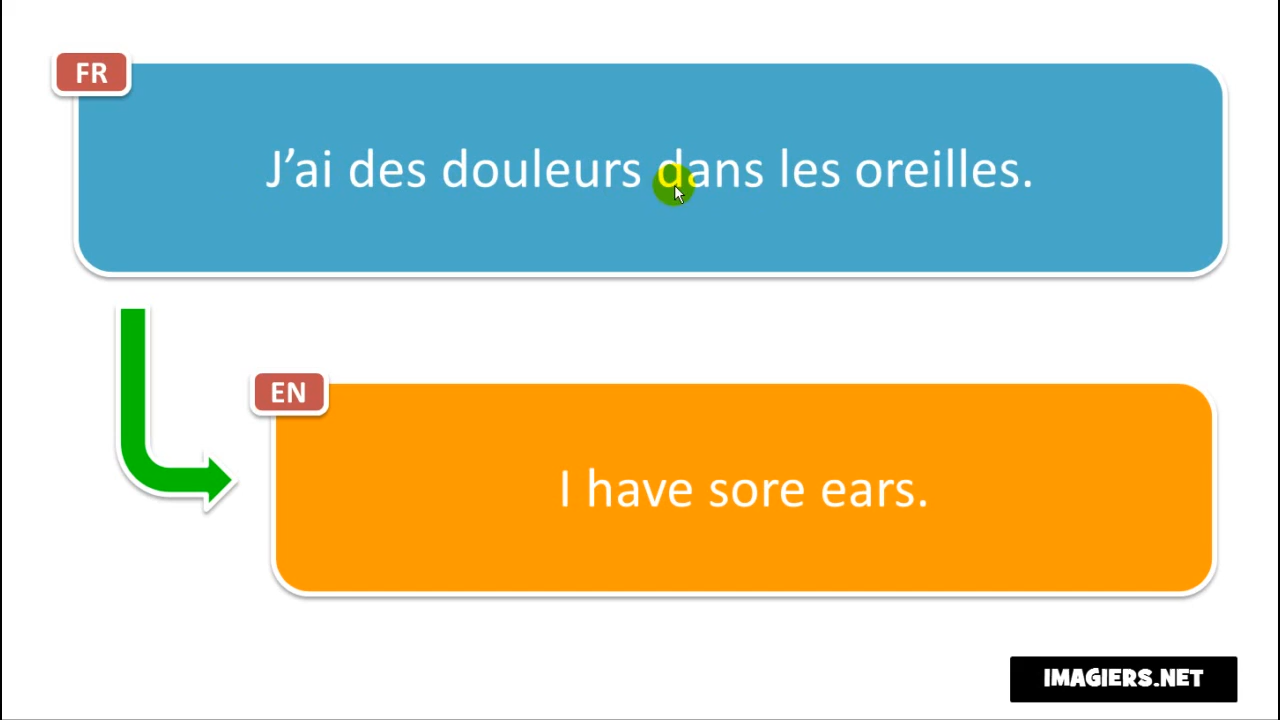 FR
J’ai des douleurs dans les oreilles.
EN
I have sore ears.
IMAGIERS.NET